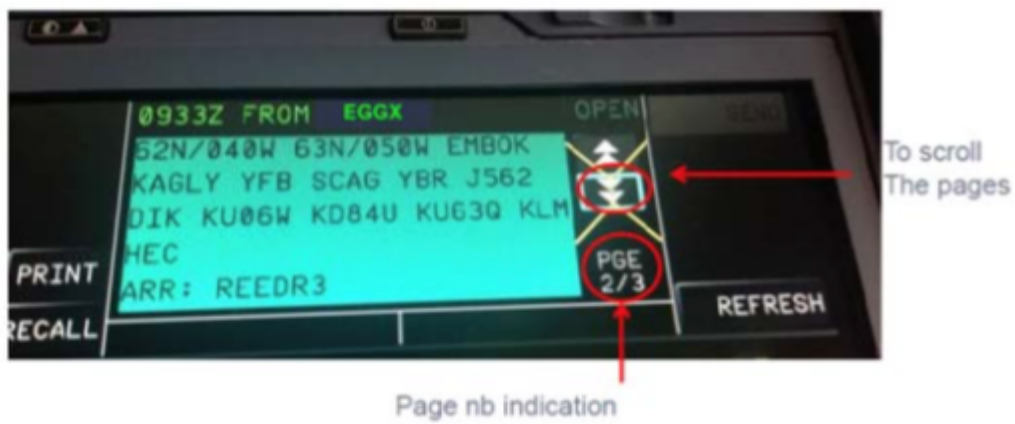 0933Z FROM EGGX
OPEN
SEND
62N/040W 63N/050W EMBOK
KAGLY YFB SCAG YBR J562
DIK KU06W KD84U KU63Q KLM
HEC
ARR: REEDR3
PGE
2/3
PRINT
RECALL
REFRESH
To scroll
The pages
Page nb indication